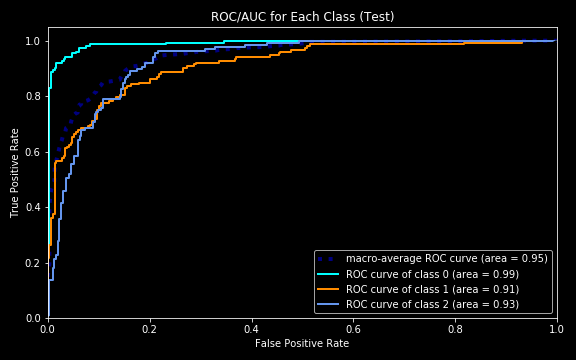 ROC/AUC for Each Class (Test)
1.0
0.8
0.6
0.4
0.2
0.0
True Positive Rate
macro-average ROC curve (area = 0.95)
ROC curve of class 0 (area = 0.99)
ROC curve of class 1 (area = 0.91)
ROC curve of class 2 (area = 0.93)
0.0 0.2 0.4 0.6 0.8 1.0
False Positive Rate